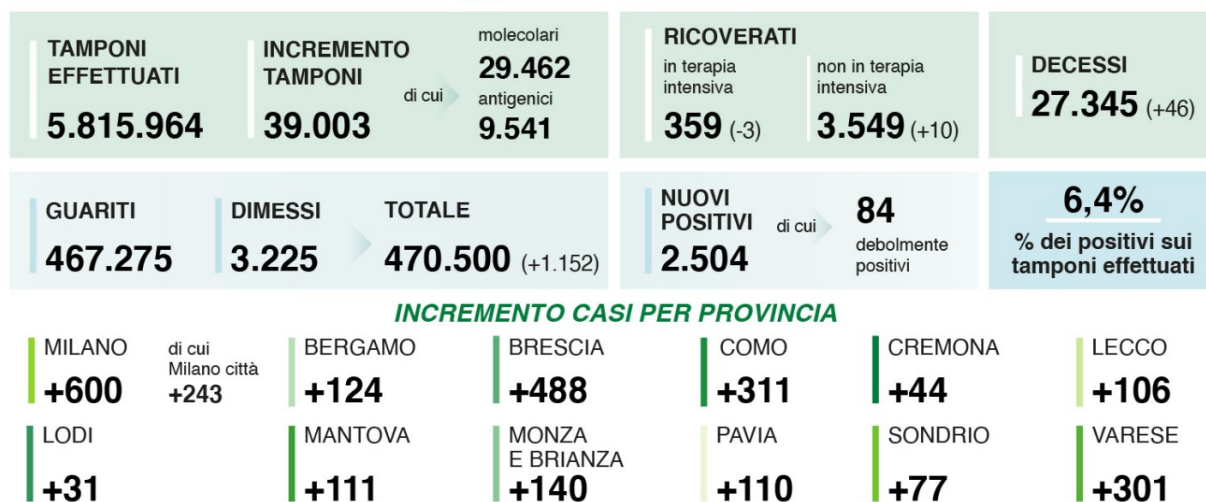 TAMPONI
EFFETTUATI
5.815.964
INCREMENTO
TAMPONI
39.003
di cui
molecolari
29.462
antigenici
9.541
RICOVERATI
in terapia
intensiva
359 (-3)
non in terapia
intensiva
3.549 (+10)
DECESSI
27.345 (+46)
GUARITI
467.275
DIMESSI
3.225
TOTALE
470.500 (+1.152)
NUOVI
POSITIVI
2.504
di cui
84
debolmente
positivi
6,4%
% dei positivi sui
tamponi effettuati
INCREMENTO CASI PER PROVINCIA
MILANO
+600
di cui
Milano città
+243
BERGAMO
+124
BRESCIA
+488
COMO
+311
CREMONA
+44
LECCO
+106
LODI
+31
MANTOVA
+111
MONZA
E BRIANZA
+140
PAVIA
+110
SONDRIO
+77
VARESE
+301